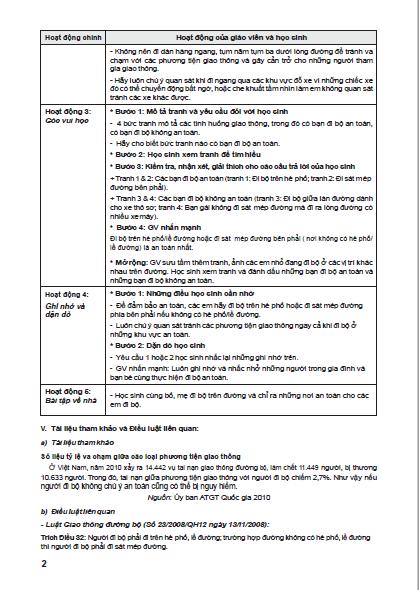 Hoạt động chính
Hoạt động của giáo viên và học sinh
- Không nên đi dàn hàng ngang, tụm năm tụm ba dưới lòng đường để tránh va
chạm với các phương tiện giao thông và gây cản trở cho những người tham
gia giao thông.
- Hãy luôn chú ý quan sát khi đi ngang qua các khu vực đỗ xe vì những chiếc xe
đó có thể chuyển động bất ngờ, hoặc che khuất tầm nhìn làm em không quan sát
tránh các xe khác được.
Hoạt động 3:
Góc vui học
* Bước 1: Mô tả tranh và yêu cầu đối với học sinh
- 4 bức tranh mô tả các tình huống giao thông, trong đó có bạn đi bộ an toàn,
có bạn đi bộ không an toàn.
- Hãy cho biết bức tranh nào có bạn đi bộ an toàn.
* Bước 2: Học sinh xem tranh để tìm hiểu
* Bước 3: Kiểm tra, nhận xét, giải thích cho các câu trả lời của học sinh
+ Tranh 1 & 2: Các bạn đi bộ an toàn (tranh 1: Đi bộ trên hè phố; tranh 2: Đi sát mép
đường bên phải).
+ Tranh 3 & 4: Các bạn đi bộ không an toàn (tranh 3: Đi bộ giữa làn đường dành
cho xe thô sơ; tranh 4: Bạn gái không đi sát mép đường mà đi ra lòng đường có
nhiều xe máy).
* Bước 4: GV nhấn mạnh
Đi bộ trên hè phố/lề đường hoặc đi sát mép đường bên phải ( nơi không có hè phố/
lề đường) là an toàn nhất.
* Mở rộng: GV sưu tầm thêm tranh, ảnh các em nhỏ đang đi bộ ở các vị trí khác
nhau trên đường. Học sinh xem tranh và đánh dấu những bạn đi bộ an toàn và
những bạn đi bộ không an toàn.
Hoạt động 4:
Ghi nhớ và
dặn dò
* Bước 1: Những điều học sinh cần nhớ
- Để đảm bảo an toàn, các em hãy đi bộ trên hè phố hoặc đi sát mép đường
phía bên phải nếu không có hè phố/lề đường.
- Luôn chú ý quan sát tránh các phương tiện giao thông ngay cả khi đi bộ ở
những khu vực an toàn.
* Bước 2: Dặn dò học sinh
- Yêu cầu 1 hoặc 2 học sinh nhắc lại những ghi nhớ trên.
- GV nhấn mạnh: Luôn ghi nhớ và nhắc nhở những người trong gia đình và
bạn bè cùng thực hiện đi bộ an toàn.
Hoạt động 5:
Bài tập về nhà
- Học sinh cùng bố, mẹ đi bộ trên đường và chỉ ra những nơi an toàn cho các
em đi bộ.
V. Tài liệu tham khảo và Điều luật liên quan:
a) Tài liệu tham khảo
Số liệu tỷ lệ va chạm giữa các loại phương tiện giao thông
Ở Việt Nam, năm 2010 xảy ra 14.442 vụ tai nạn giao thông đường bộ, làm chết 11.449 người, bị thương
10.633 người. Trong đó, tai nạn giữa phương tiện giao thông với người đi bộ chiếm 2,7%. Như vậy nếu
người đi bộ không chú ý an toàn cũng có thể bị nguy hiểm.
Nguồn: Ủy ban ATGT Quốc gia 2010
b) Điều luật liên quan
- Luật Giao thông đường bộ (Số 23/2008/QH12 ngày 13/11/2008):
Trích Điều 32: Người đi bộ phải đi trên hè phố, lề đường; trường hợp đường không có hè phố, lề đường
thì người đi bộ phải đi sát mép đường.
2